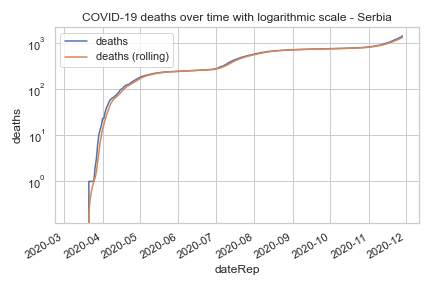 COVID-19 deaths over time with logarithmic scale - Serbia
deaths
deaths (rolling)
10³
10²
10¹
10⁰
deaths
2020-03
2020-04
2020-05
2020-06
2020-07
2020-08
2020-09
2020-10
2020-11
2020-12
dateRep